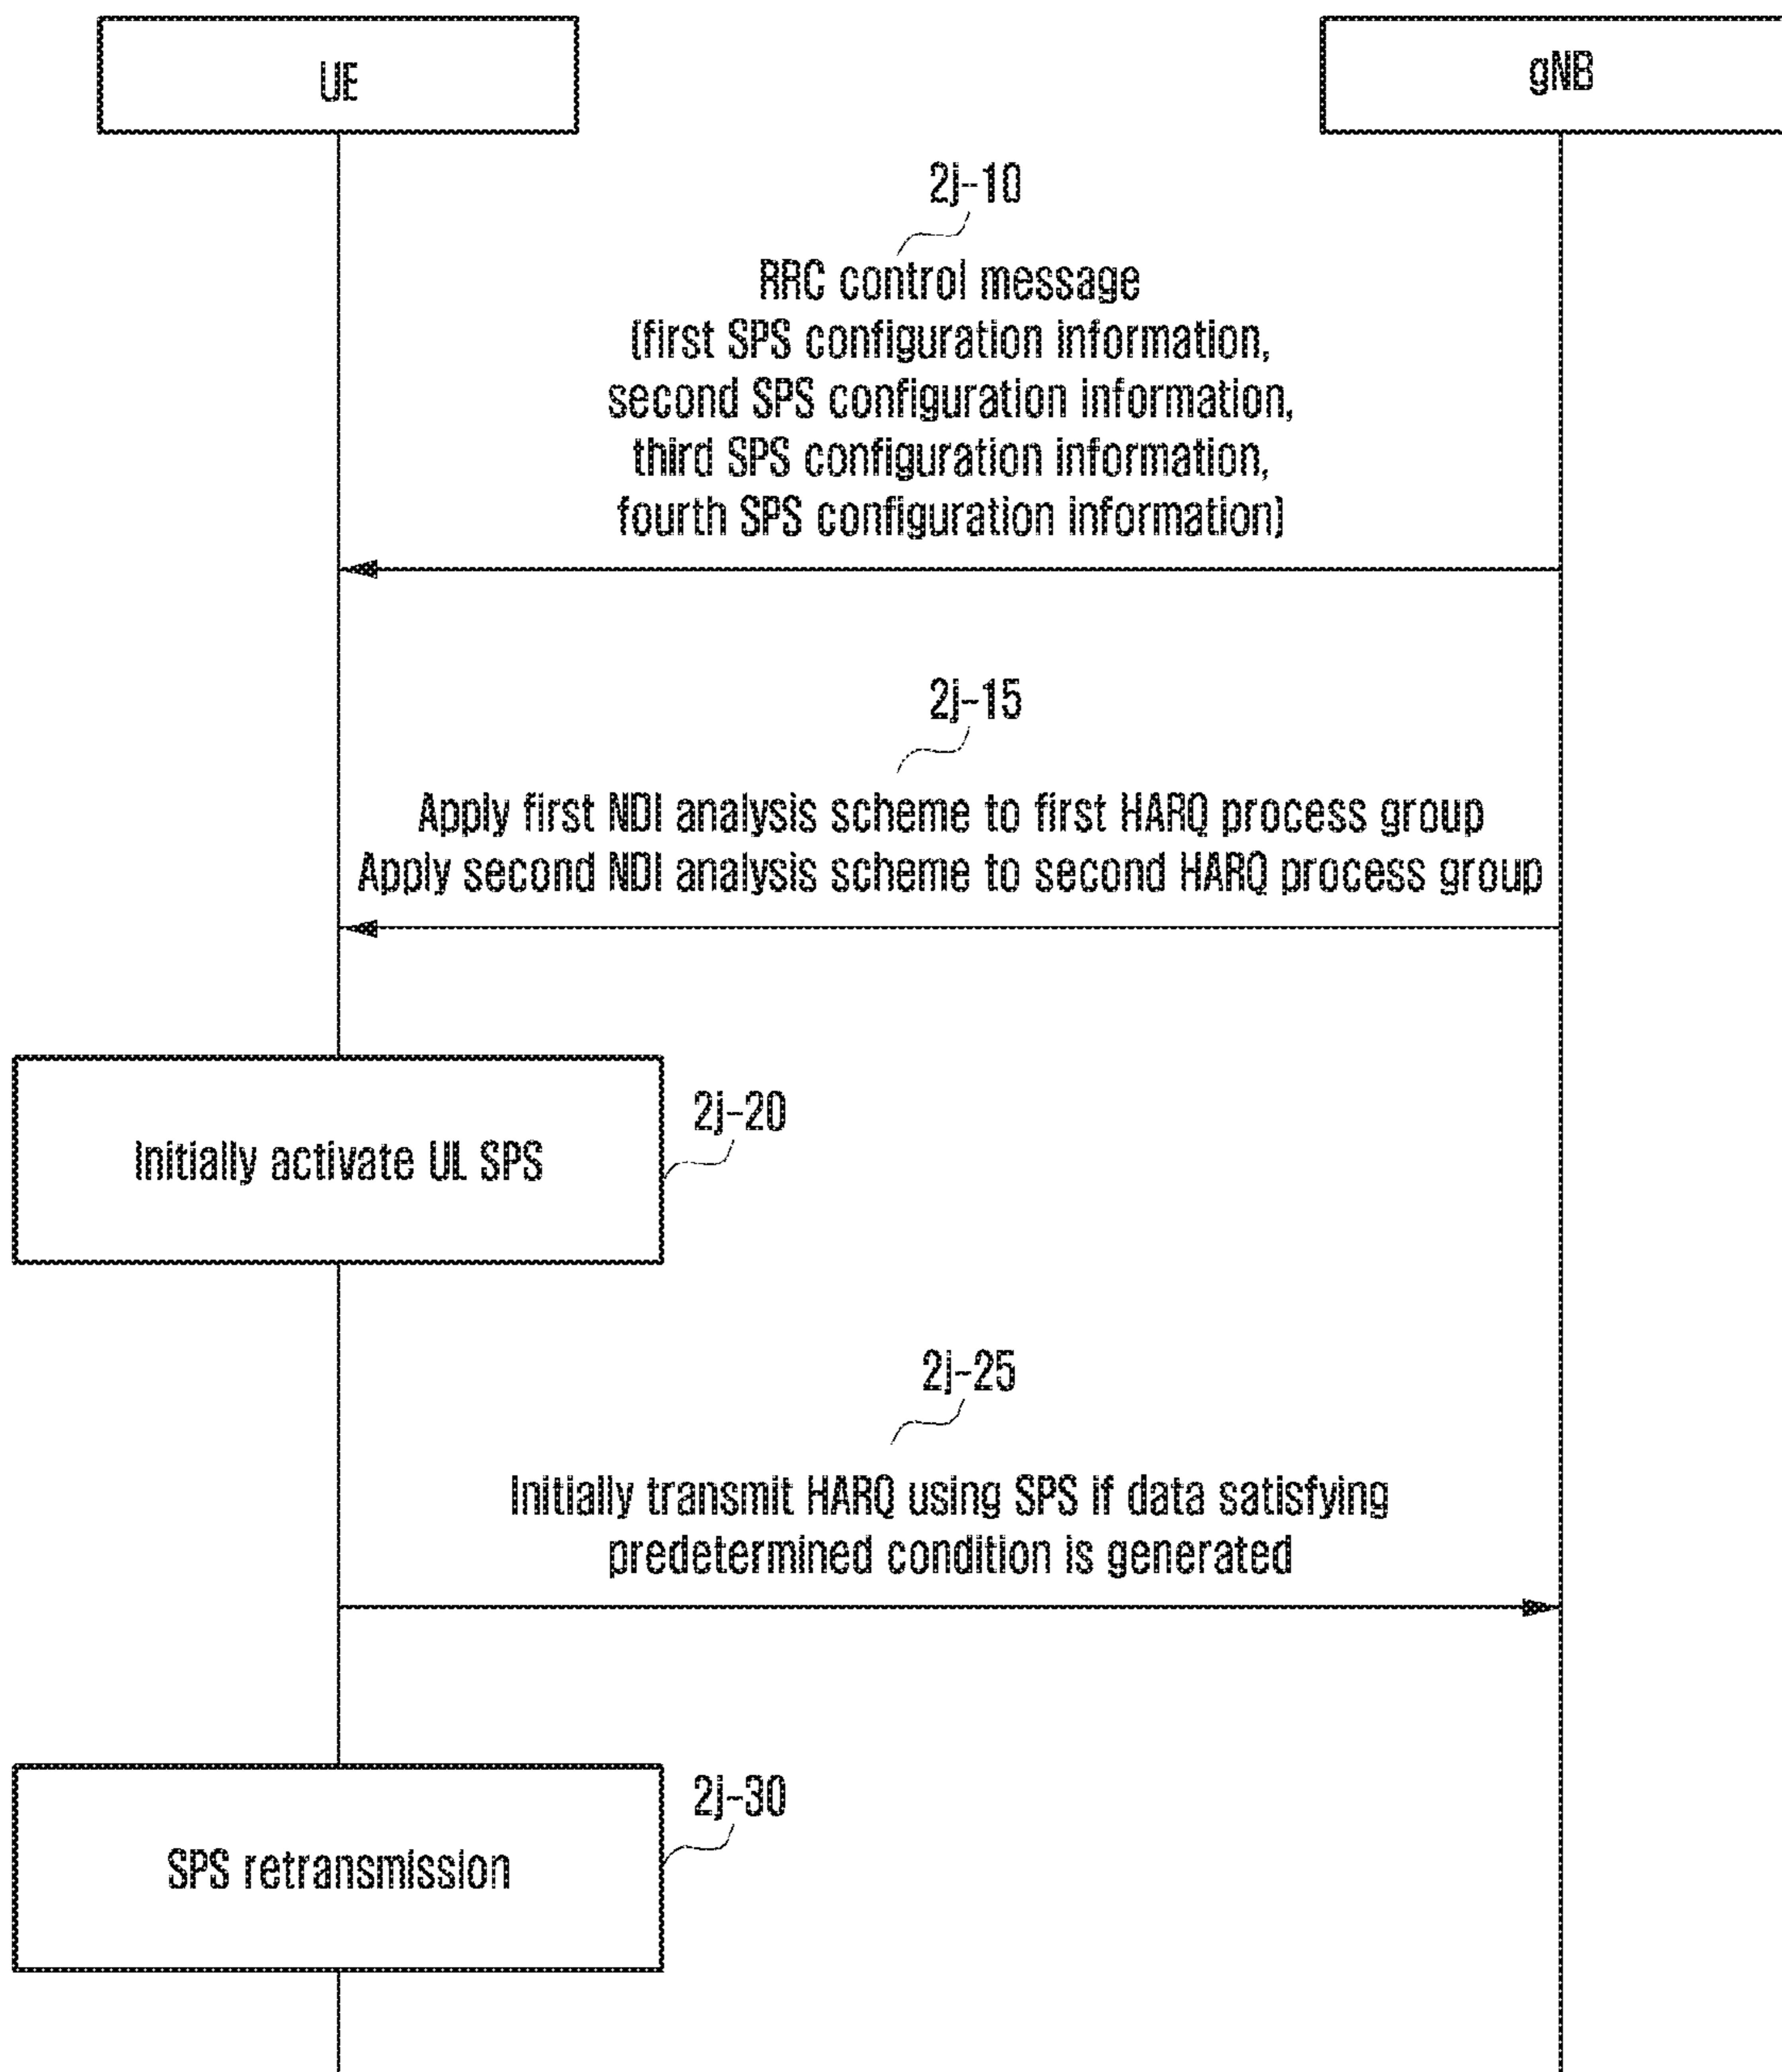 UE
gNB
2j-10
RRC control message
(first SPS configuration information,
second SPS configuration information,
third SPS configuration information,
fourth SPS configuration information)
2j-15
Apply first NDI analysis scheme to first HARQ process group
Apply second NDI analysis scheme to second HARQ process group
Initially activate UL SPS
2j-20
2j-25
Initially transmit HARQ using SPS if data satisfying
predetermined condition is generated
SPS retransmission
2j-30